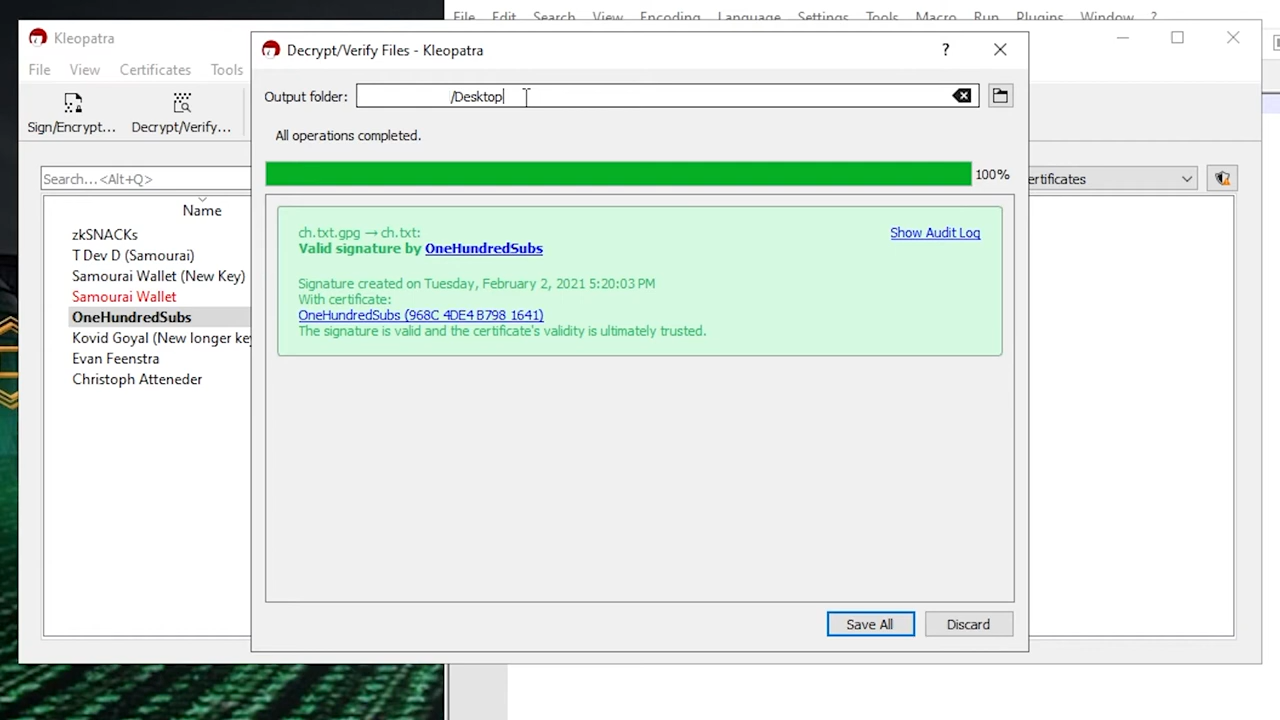 File Edit Search View Encoding Language Settings Tools Macro Run Plugins Window ?
Kleopatra
File View Certificates Tools
Sign/Encrypt... Decrypt/Verify...
Search...<Alt+Q>
Name
zkSNACKs
T Dev D (Samourai)
Samourai Wallet (New Key)
Samourai Wallet
OneHundredSubs
Kovid Goyal (New longer key
Evan Feenstra
Christoph Atteneder
ertificates
Decrypt/Verify Files - Kleopatra
?
Output folder: /Desktop
All operations completed.
100%
ch.txt.gpg → ch.txt:
Show Audit Log
Valid signature by OneHundredSubs
Signature created on Tuesday, February 2, 2021 5:20:03 PM
With certificate:
OneHundredSubs (968C 4DE4 B798 1641)
The signature is valid and the certificate's validity is ultimately trusted.
Save All Discard